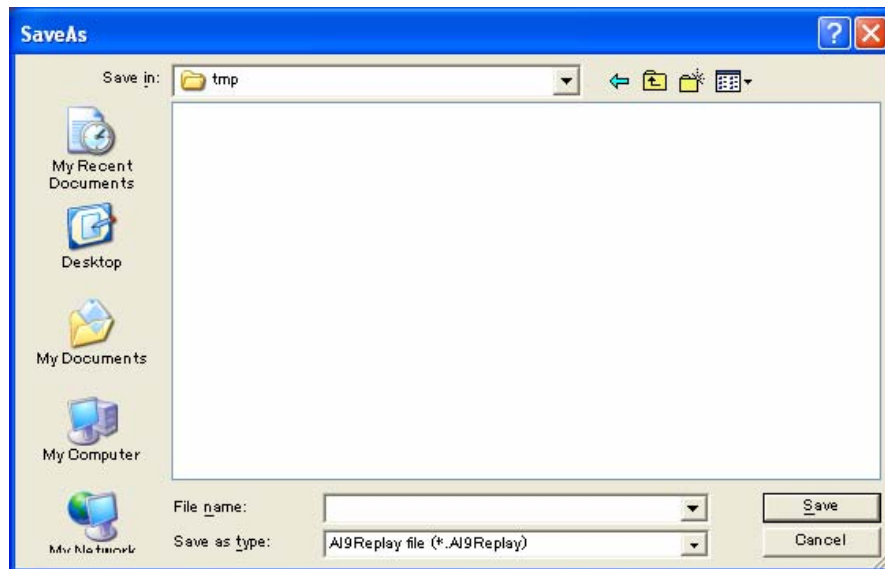 SaveAs
Save in:
tmp
My Recent
Documents
Desktop
My Documents
My Computer
My Network
File name:
Save as type:
AI9Replay file (*.AI9Replay)
Save
Cancel